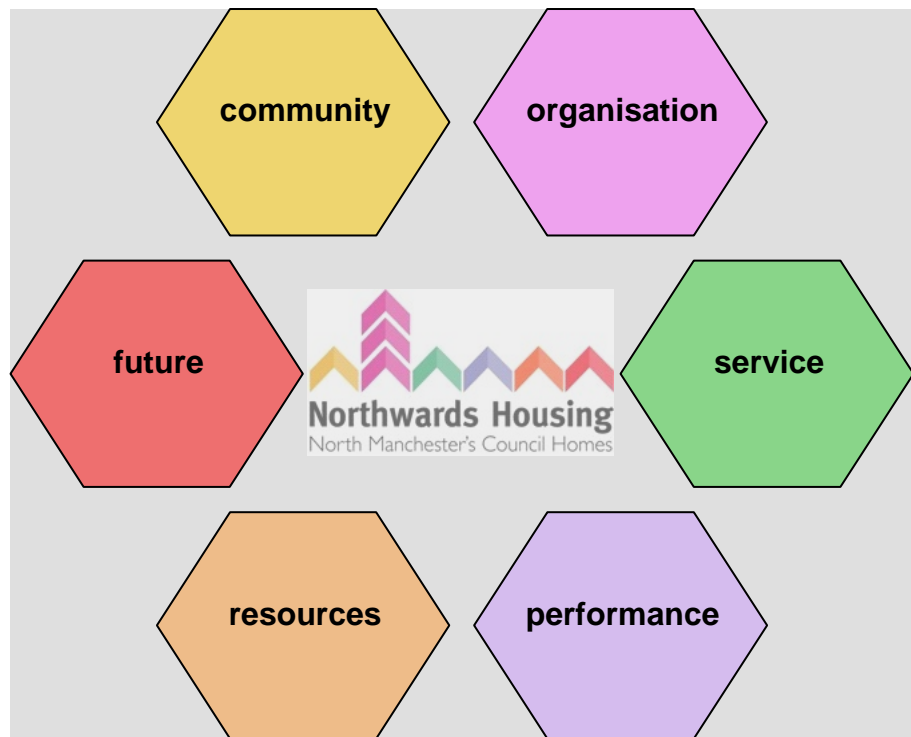 community
organisation
future
service
Northwards Housing
North Manchester's Council Homes
resources
performance